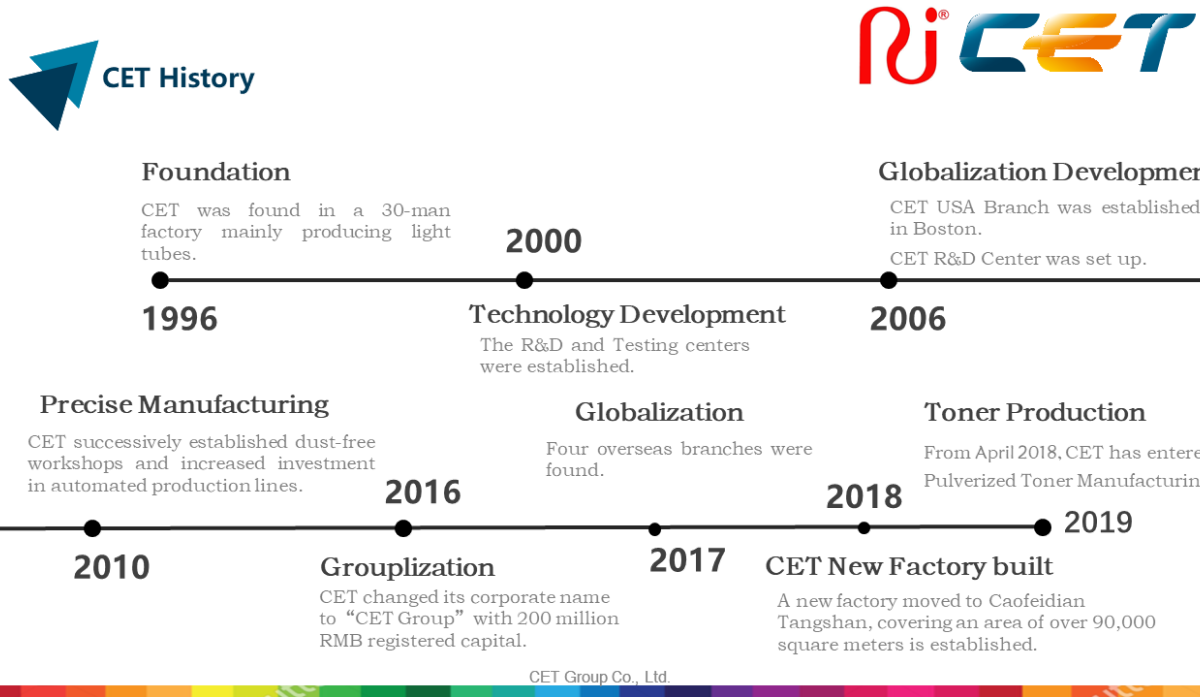 CET History
Ri® CET
Foundation
CET was found in a 30-man
factory mainly producing light
tubes.
1996
2000
Technology Development
The R&D and Testing centers
were established.
Globalization Developmen
CET USA Branch was established
in Boston.
CET R&D Center was set up.
2006
Precise Manufacturing
CET successively established dust-free
workshops and increased investment
in automated production lines.
2010
2016
Grouplization
CET changed its corporate name
to “CET Group” with 200 million
RMB registered capital.
Globalization
Four overseas branches were
found.
2017
2018
CET New Factory built
A new factory moved to Caofeidian
Tangshan, covering an area of over 90,000
square meters is established.
Toner Production
From April 2018, CET has entere
Pulverized Toner Manufacturin
2019
CET Group Co., Ltd.